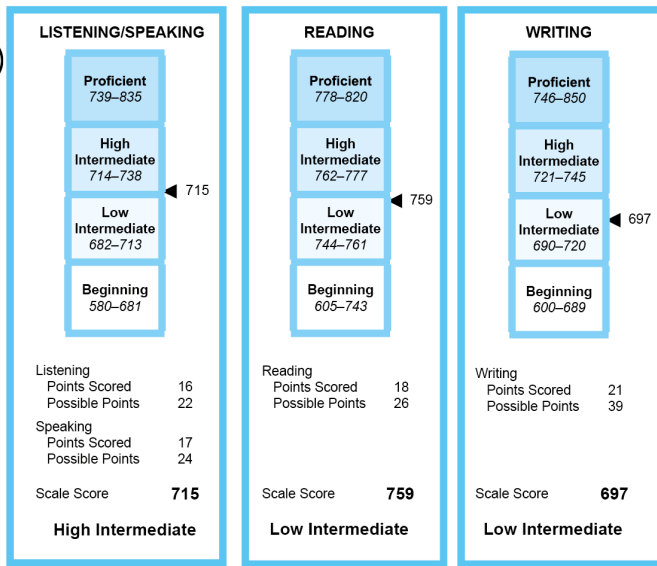 LISTENING/SPEAKING
Proficient
739–835
High
Intermediate
714–738
715
Low
Intermediate
682–713
Beginning
580–681
Listening
Points Scored 16
Possible Points 22
Speaking
Points Scored 17
Possible Points 24
Scale Score 715
High Intermediate
READING
Proficient
778–820
High
Intermediate
762–777
759
Low
Intermediate
744–761
Beginning
605–743
Reading
Points Scored 18
Possible Points 26
Scale Score 759
Low Intermediate
WRITING
Proficient
746–850
High
Intermediate
721–745
Low
Intermediate
690–720
697
Beginning
600–689
Writing
Points Scored 21
Possible Points 39
Scale Score 697
Low Intermediate